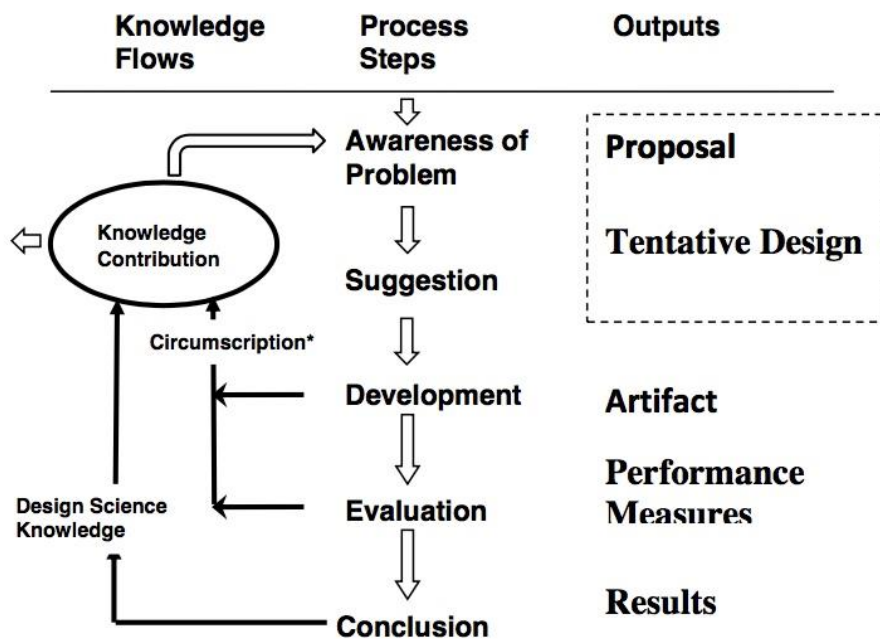 Knowledge
Flows
Process
Steps
Outputs
Awareness of
Problem
Proposal
Knowledge
Contribution
Tentative Design
Suggestion
Circumscription*
Development
Artifact
Performance
Measures
Design Science
Knowledge
Evaluation
Results
Conclusion